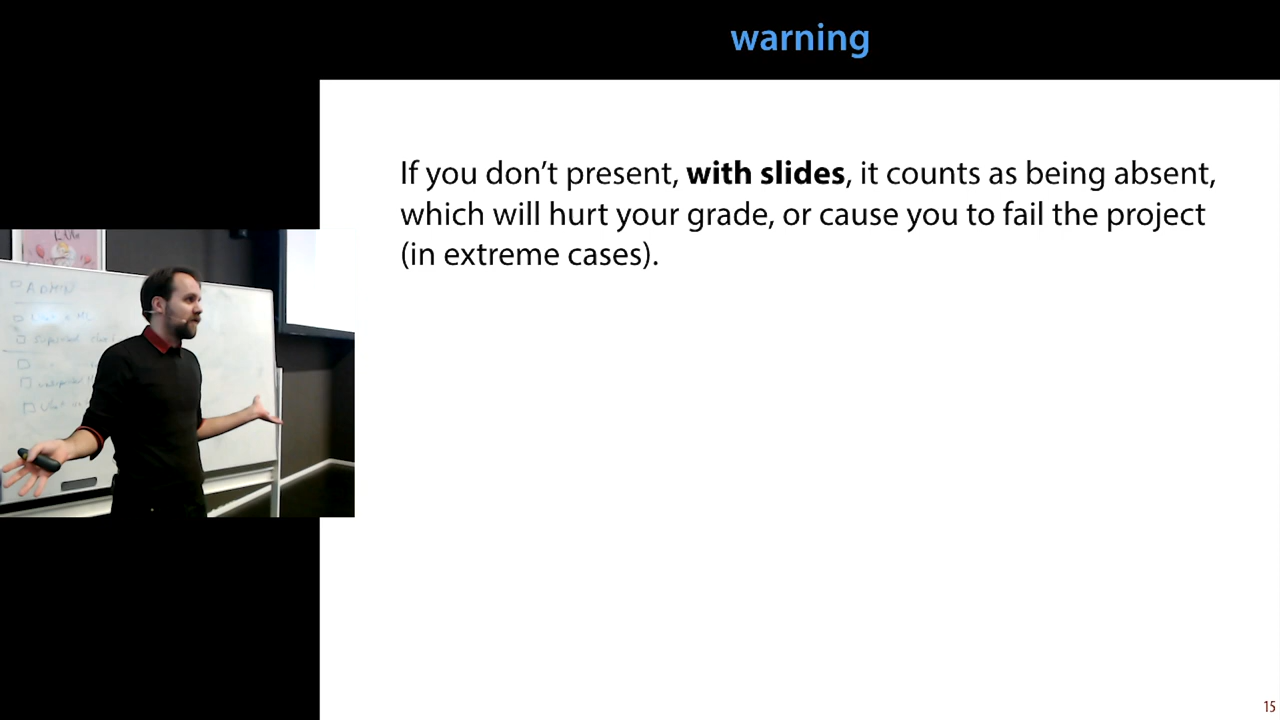 warning
If you don’t present, with slides, it counts as being absent,
which will hurt your grade, or cause you to fail the project
(in extreme cases).
ADMIN
15